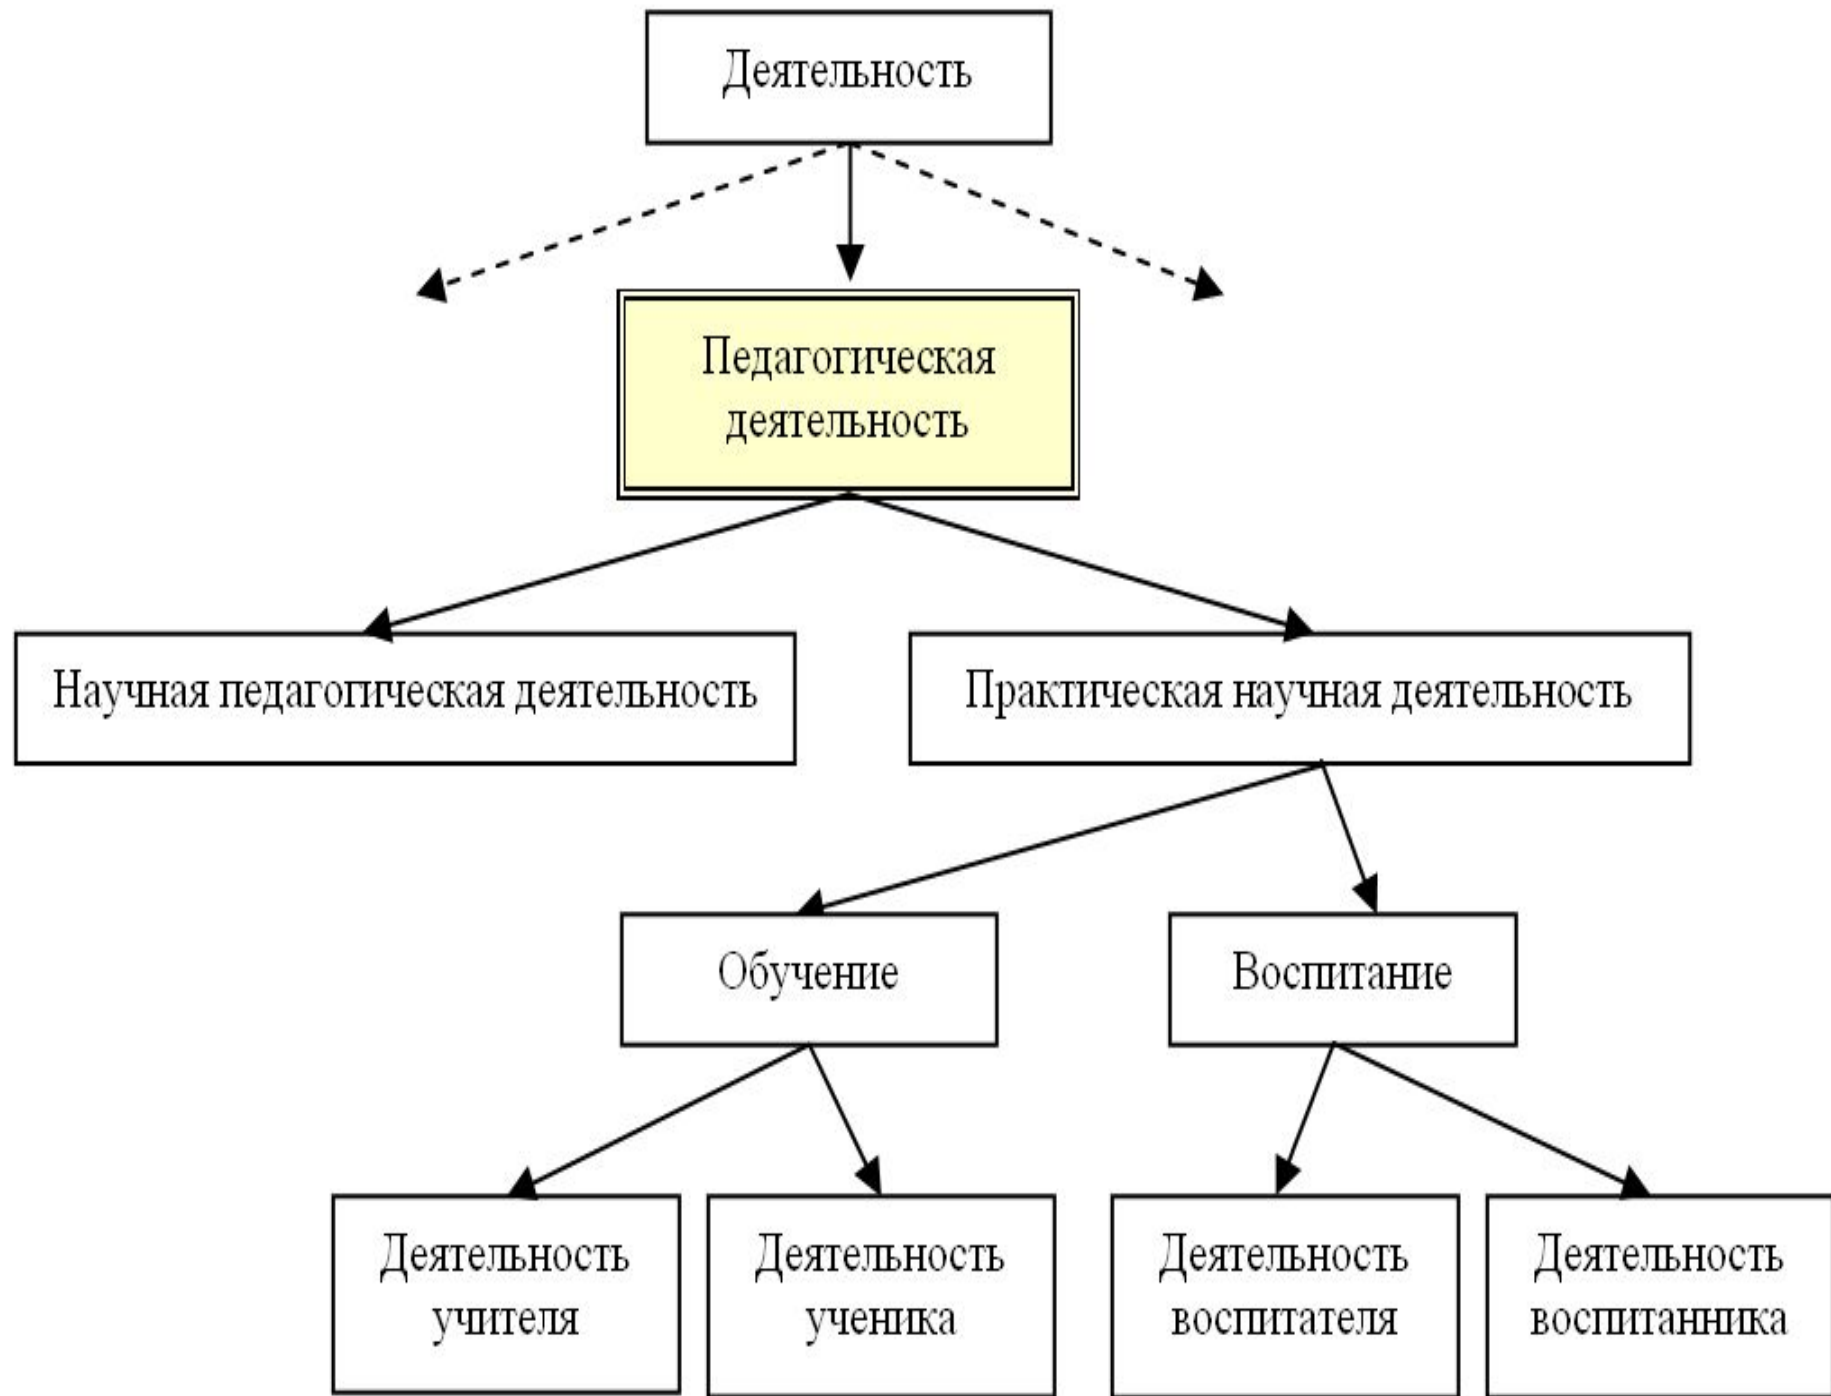 Деятельность
Педагогическая
деятельность
Научная педагогическая деятельность
Практическая научная деятельность
Обучение
Воспитание
Деятельность
учителя
Деятельность
ученика
Деятельность
воспитателя
Деятельность
воспитанника